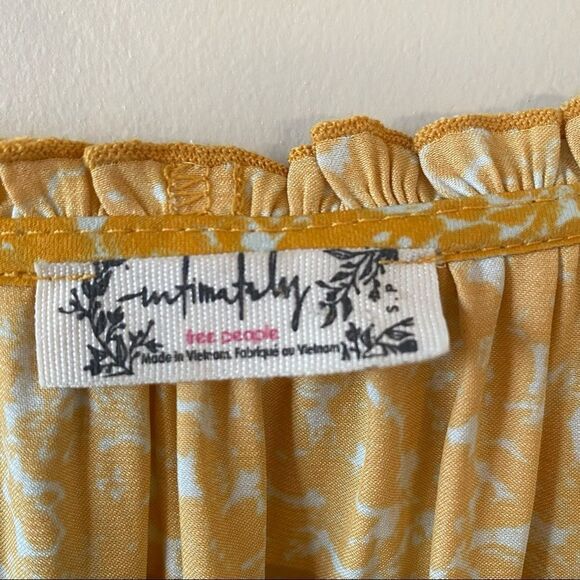 intimately
free people
Made in Vietnam. Fabriqué au Vietnam
S.P